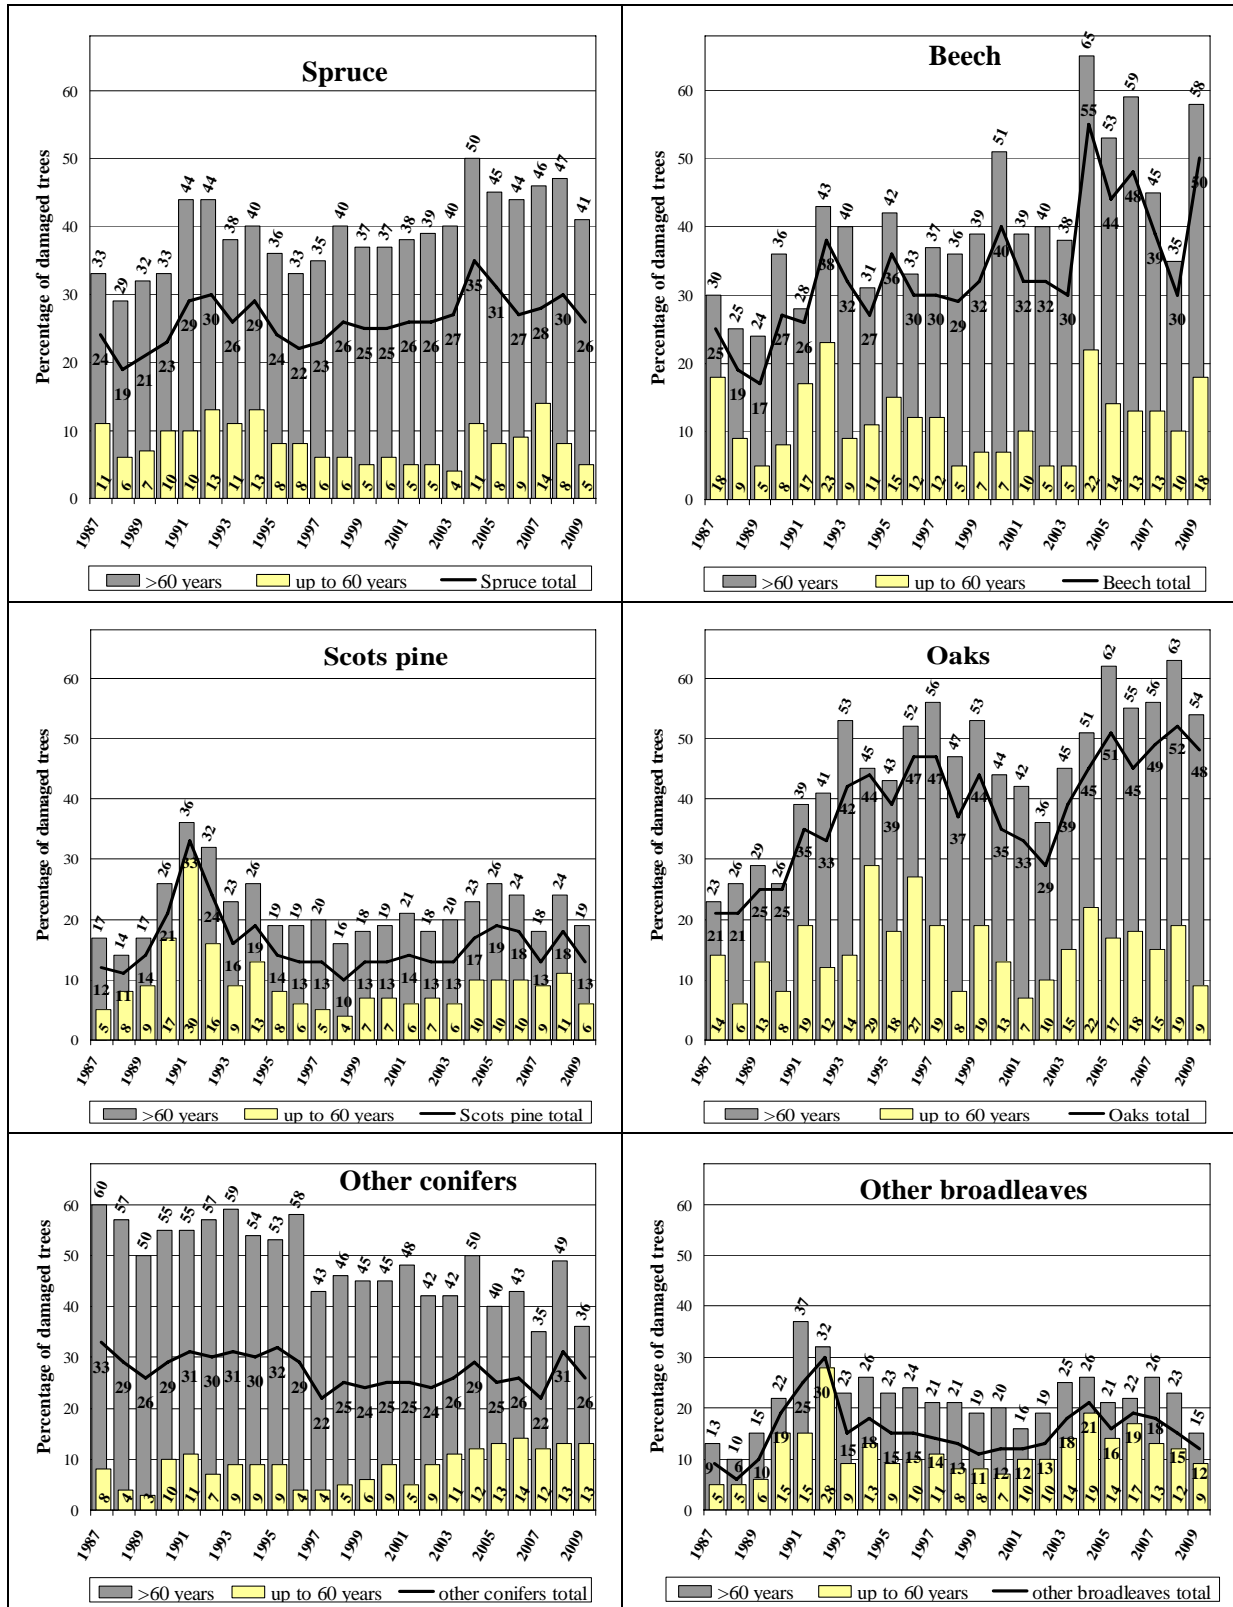 Spruce
Percentage of damaged trees
60
50
40
30
20
10
0
33 29 32 33 44 44 38 40 36 33 35 40 37 37 38 39 40 50 45 44 46 47 41
24 19 21 23 29 30 26 29 24 22 23 26 25 25 26 26 27 35 31 27 28 30 26
11 6 7 10 10 13 11 13 8 8 6 6 5 6 5 5 4 11 8 9 14 8 5
1987 1989 1991 1993 1995 1997 1999 2001 2003 2005 2007 2009
>60 years up to 60 years Spruce total
Beech
Percentage of damaged trees
60
50
40
30
20
10
0
30 25 24 36 28 43 40 31 42 33 37 36 39 51 39 40 38 65 53 59 45 35 58
25 19 17 27 26 38 32 27 36 30 30 29 32 40 32 32 30 55 44 48 39 30 50
18 9 5 8 17 23 9 11 15 12 12 5 7 7 10 5 5 22 14 13 13 10 18
1987 1989 1991 1993 1995 1997 1999 2001 2003 2005 2007 2009
>60 years up to 60 years Beech total
Scots pine
Percentage of damaged trees
60
50
40
30
20
10
0
17 14 17 26 36 32 23 26 19 19 20 16 18 19 21 18 20 23 26 24 18 24 19
12 11 14 21 33 24 16 19 14 13 13 10 13 13 14 13 13 17 19 18 13 18 13
5 8 9 17 30 16 9 13 8 6 5 4 7 7 6 7 6 10 10 10 9 11 6
1987 1989 1991 1993 1995 1997 1999 2001 2003 2005 2007 2009
>60 years up to 60 years Scots pine total
Oaks
Percentage of damaged trees
60
50
40
30
20
10
0
23 26 29 26 39 41 53 45 43 52 56 47 53 44 42 36 45 51 62 55 56 63 54
21 21 25 25 35 33 42 44 39 47 47 37 44 35 33 29 39 45 51 45 49 52 48
14 6 13 8 19 12 14 29 18 27 19 8 19 13 7 10 15 22 17 18 15 19 9
1987 1989 1991 1993 1995 1997 1999 2001 2003 2005 2007 2009
>60 years up to 60 years Oaks total
Other conifers
Percentage of damaged trees
60
50
40
30
20
10
0
60 57 50 55 55 57 59 54 53 58 43 46 45 45 48 42 42 50 40 43 35 49 36
33 29 26 29 31 30 31 30 32 29 22 25 24 25 25 24 26 29 25 26 22 31 26
8 4 3 10 11 7 9 9 9 4 4 5 6 9 5 9 11 12 13 14 12 13 13
1987 1989 1991 1993 1995 1997 1999 2001 2003 2005 2007 2009
>60 years up to 60 years other conifers total
Other broadleaves
Percentage of damaged trees
60
50
40
30
20
10
0
13 10 15 22 37 32 23 26 23 24 21 21 19 20 16 19 25 26 21 22 26 23 15
9 6 10 19 25 30 15 18 15 15 14 13 11 12 12 13 18 21 16 19 18 15 12
5 5 6 15 15 28 9 13 9 10 11 8 8 7 10 10 14 19 14 17 13 12 9
1987 1989 1991 1993 1995 1997 1999 2001 2003 2005 2007 2009
>60 years up to 60 years other broadleaves total